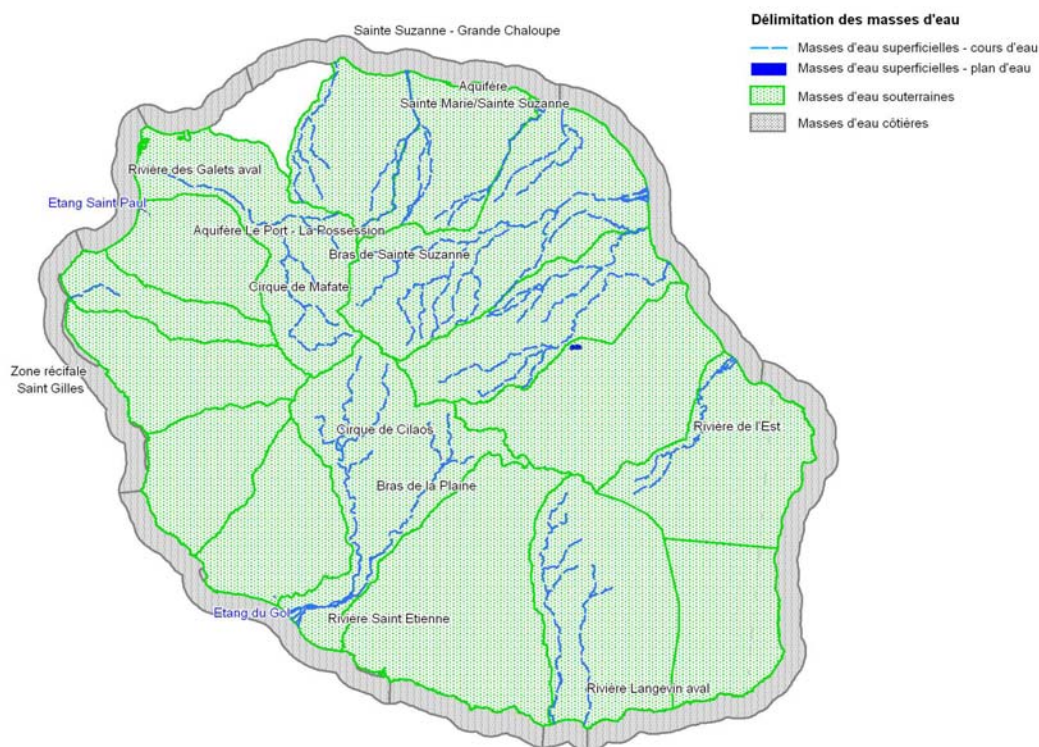 Délimitation des masses d'eau
Masses d'eau superficielles - cours d'eau
Masses d'eau superficielles - plan d'eau
Masses d'eau souterraines
Masses d'eau côtières
Sainte Suzanne - Grande Chaloupe
Aquifère
Sainte Marie/Sainte Suzanne
Rivière des Galets aval
Etang Saint Paul
Aquifère Le Port - La Possession
Bras de Sainte Suzanne
Cirque de Mafate
Zone récifale
Saint Gilles
Cirque de Cilaos
Rivière de l'Est
Bras de la Plaine
Etang du Gol
Rivière Saint Etienne
Rivière Langevin aval